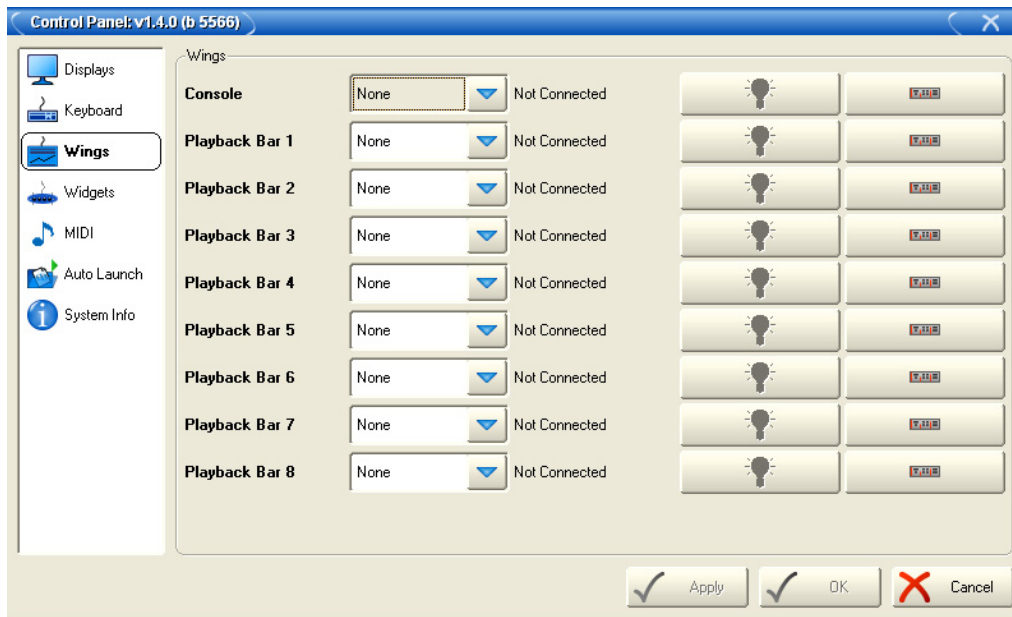 Control Panel: v1.4.0 (b 5566)
Displays
Keyboard
Wings
Widgets
MIDI
Auto Launch
System Info
Wings
Console None Not Connected
Playback Bar 1 None Not Connected
Playback Bar 2 None Not Connected
Playback Bar 3 None Not Connected
Playback Bar 4 None Not Connected
Playback Bar 5 None Not Connected
Playback Bar 6 None Not Connected
Playback Bar 7 None Not Connected
Playback Bar 8 None Not Connected
Apply OK Cancel